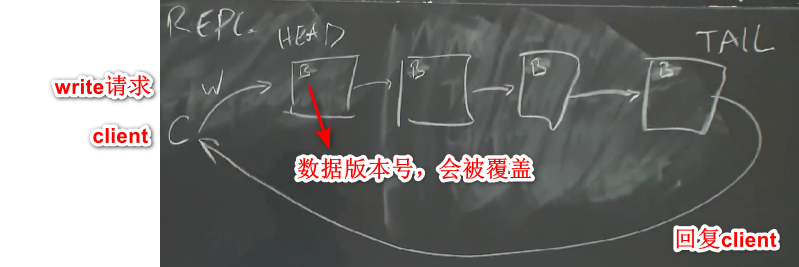 REPL.
HEAD
TAIL
write请求
W
B
B
B
B
client
C
数据版本号，会被覆盖
回复client